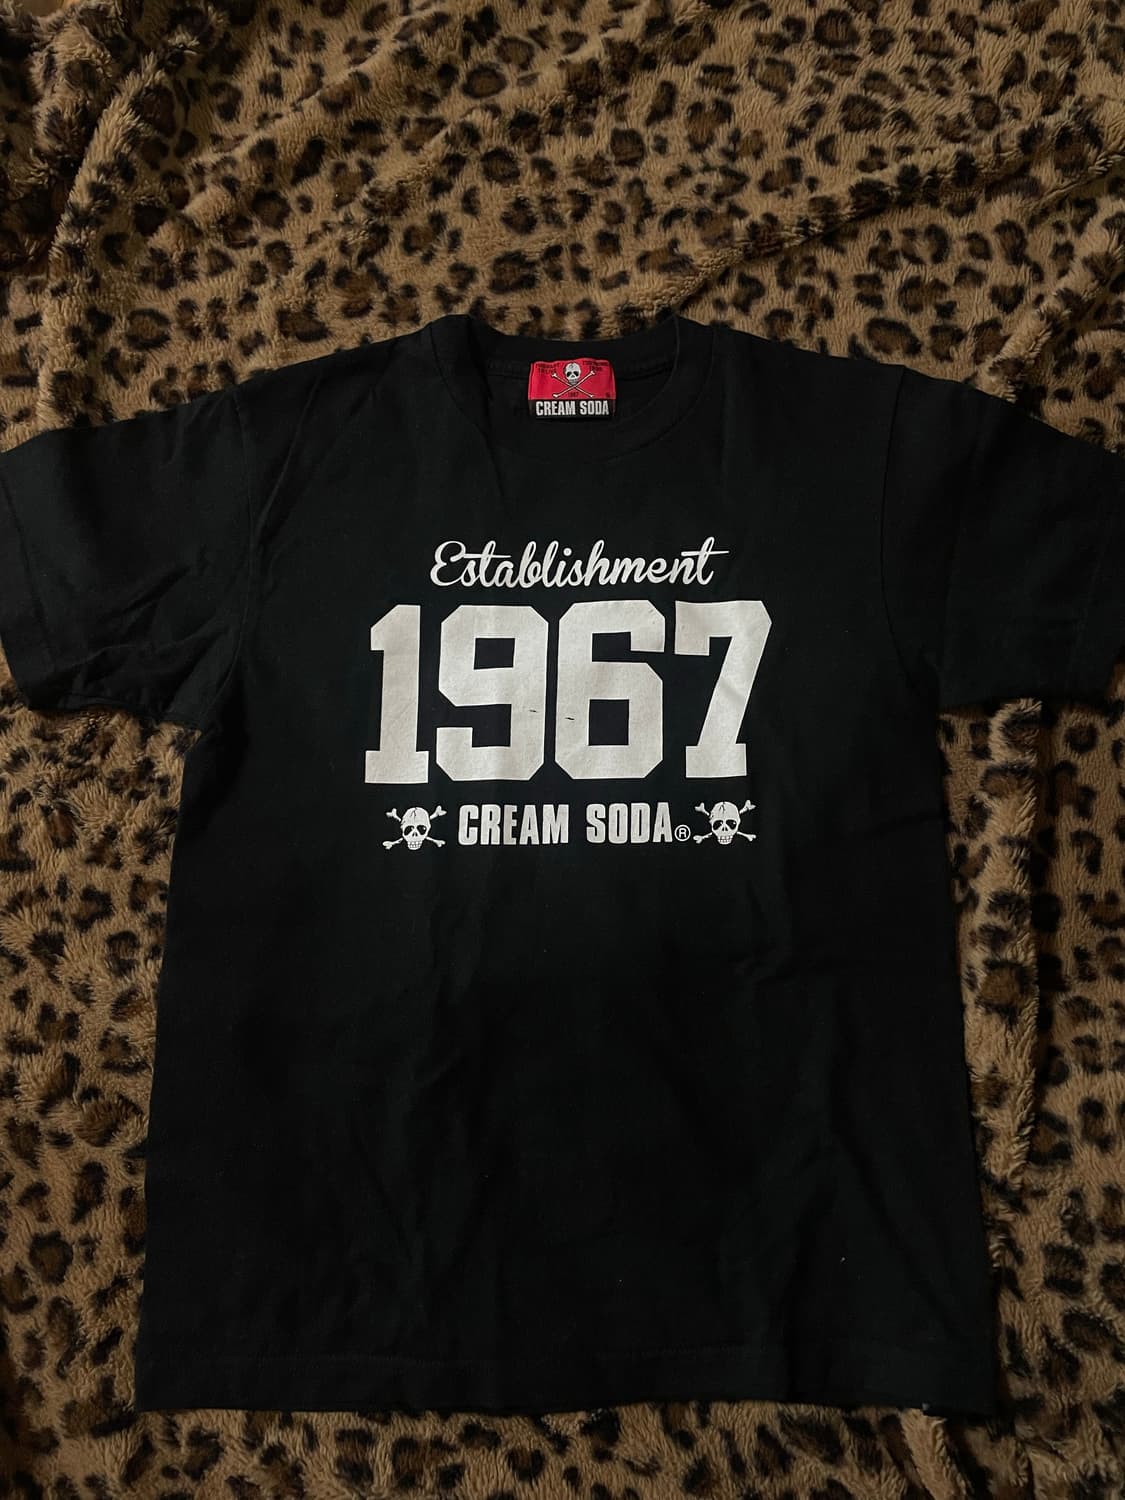 CREAM SODA
Establishment
1967
CREAM SODA®